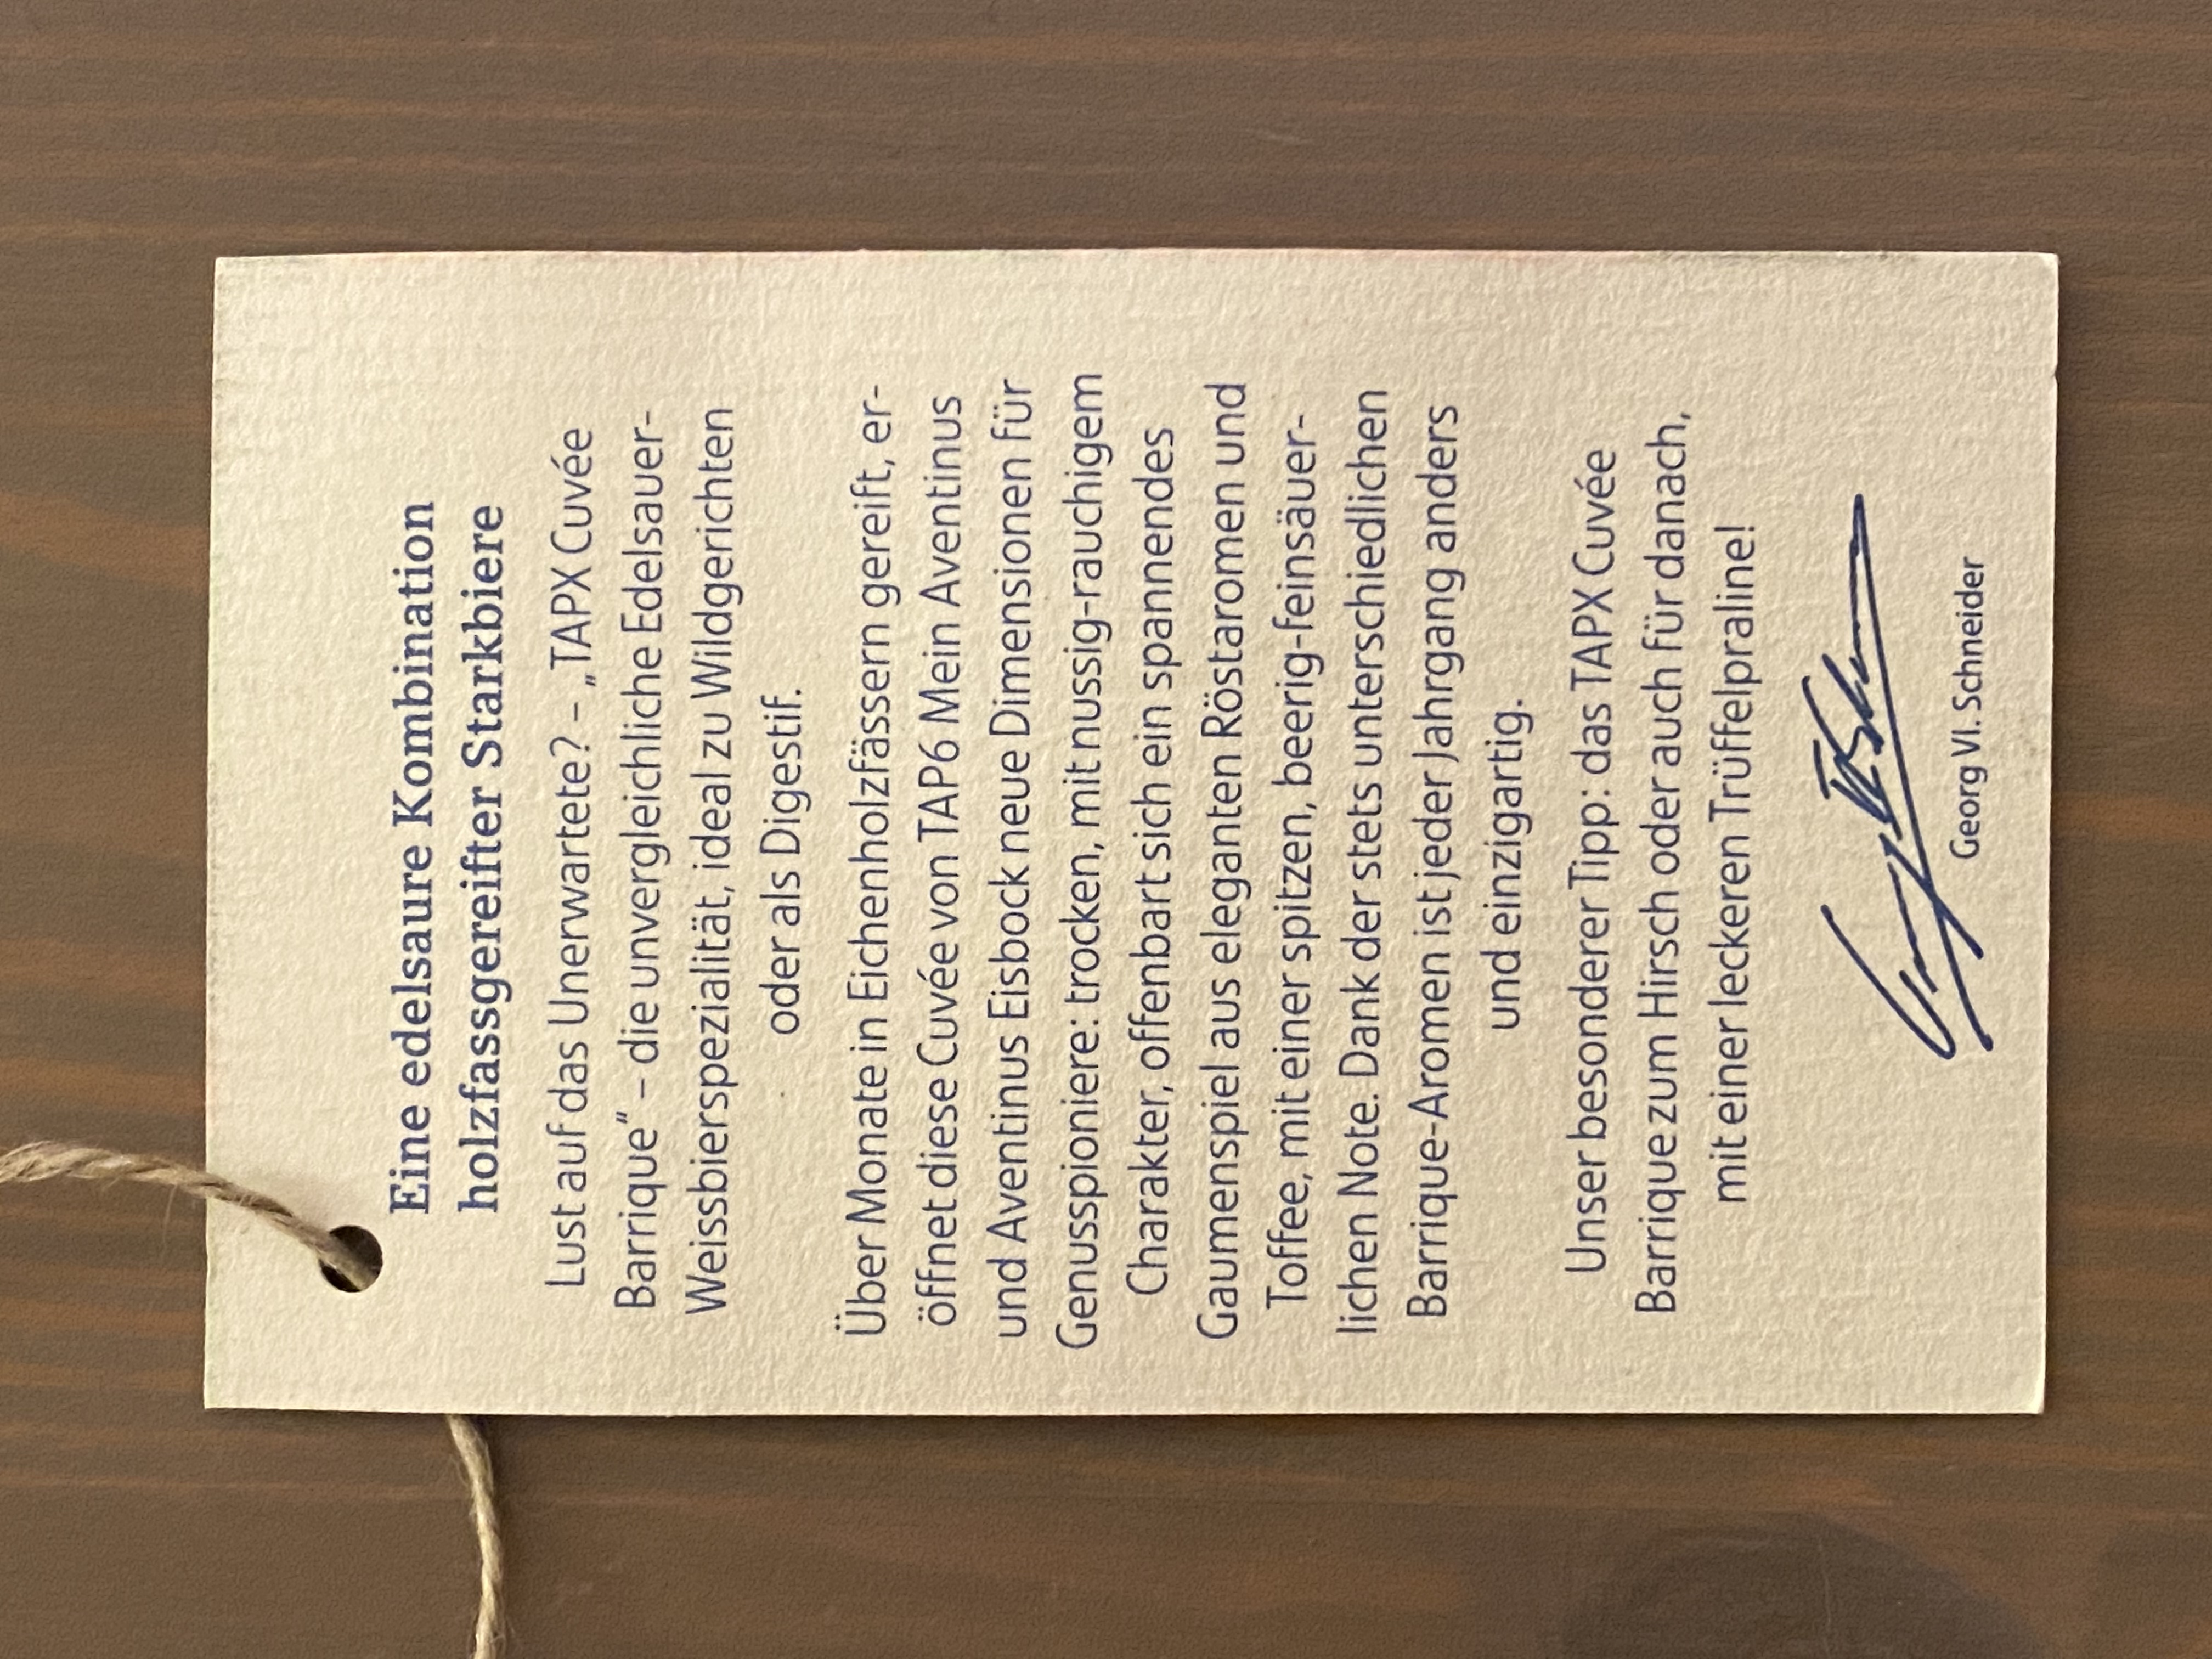 Eine edelsaure Kombination
holzfassgereifter Starkbiere
Lust auf das Unerwartete? – „TAPX Cuvée
Barrique“ – die unvergleichliche Edelsauer-
Weissbierspezialität, ideal zu Wildgerichten
oder als Digestif.
Über Monate in Eichenholzfässern gereift, er-
öffnet diese Cuvée von TAP6 Mein Aventinus
und Aventinus Eisbock neue Dimensionen für
Genusspioniere: trocken, mit nussig-rauchigem
Charakter, offenbart sich ein spannendes
Gaumenspiel aus eleganten Röstaromen und
Toffee, mit einer spitzen, beerig-feinsäuer-
lichen Note. Dank der stets unterschiedlichen
Barrique-Aromen ist jeder Jahrgang anders
und einzigartig.
Unser besonderer Tipp: das TAPX Cuvée
Barrique zum Hirsch oder auch für danach,
mit einer leckeren Trüffelpraline!
Georg VI. Schneider